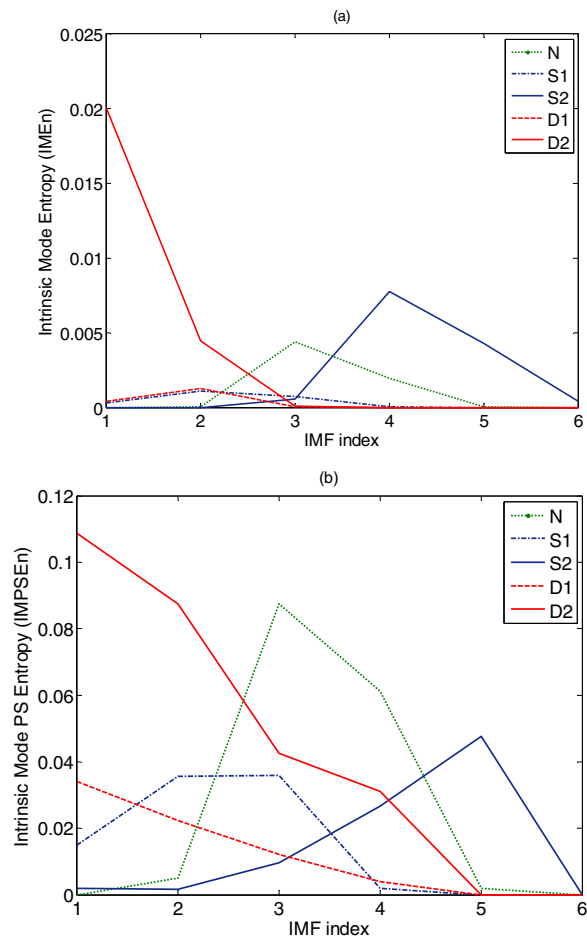 (a)
0.025
0.02
0.015
0.01
0.005
0
Intrinsic Mode Entropy (IMEn)
N
S1
S2
D1
D2
1
2
3
4
5
6
IMF index
(b)
0.12
0.1
0.08
0.06
0.04
0.02
0
Intrinsic Mode PS Entropy (IMPSEn)
N
S1
S2
D1
D2
1
2
3
4
5
6
IMF index